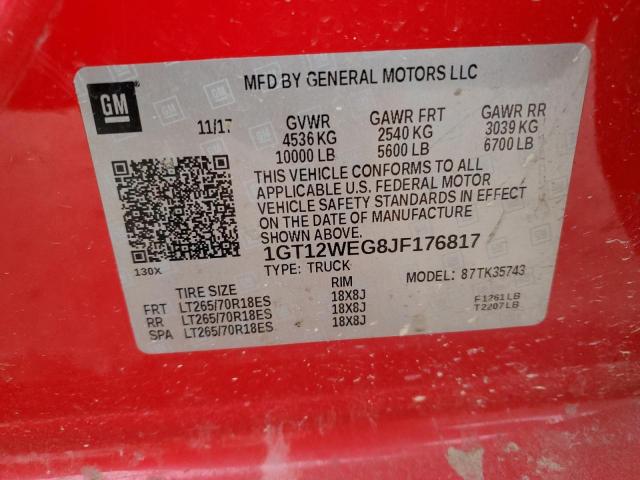 MFD BY GENERAL MOTORS LLC
GM
11/17 GVWR GAWR FRT GAWR RR
4536 KG 2540 KG 3039 KG
10000 LB 5600 LB 6700 LB
THIS VEHICLE CONFORMS TO ALL
APPLICABLE U.S. FEDERAL MOTOR
VEHICLE SAFETY STANDARDS IN EFFECT
ON THE DATE OF MANUFACTURE
1GT12WEG8JF176817
130X
TYPE: TRUCK MODEL: 87TK35743
TIRE SIZE RIM
FRT LT265/70R18ES 18X8J F1261LB
RR LT265/70R18ES 18X8J T2207LB
SPA LT265/70R18ES 18X8J